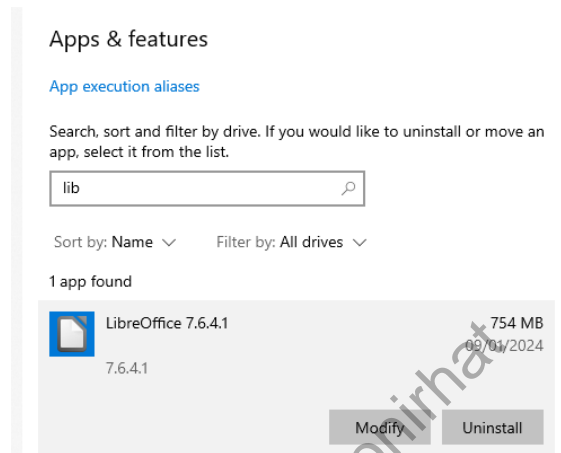 Apps & features
App execution aliases
Search, sort and filter by drive. If you would like to uninstall or move an
app, select it from the list.
lib
Sort by: Name Filter by: All drives
1 app found
LibreOffice 7.6.4.1 754 MB
09/01/2024
7.6.4.1
Modify Uninstall